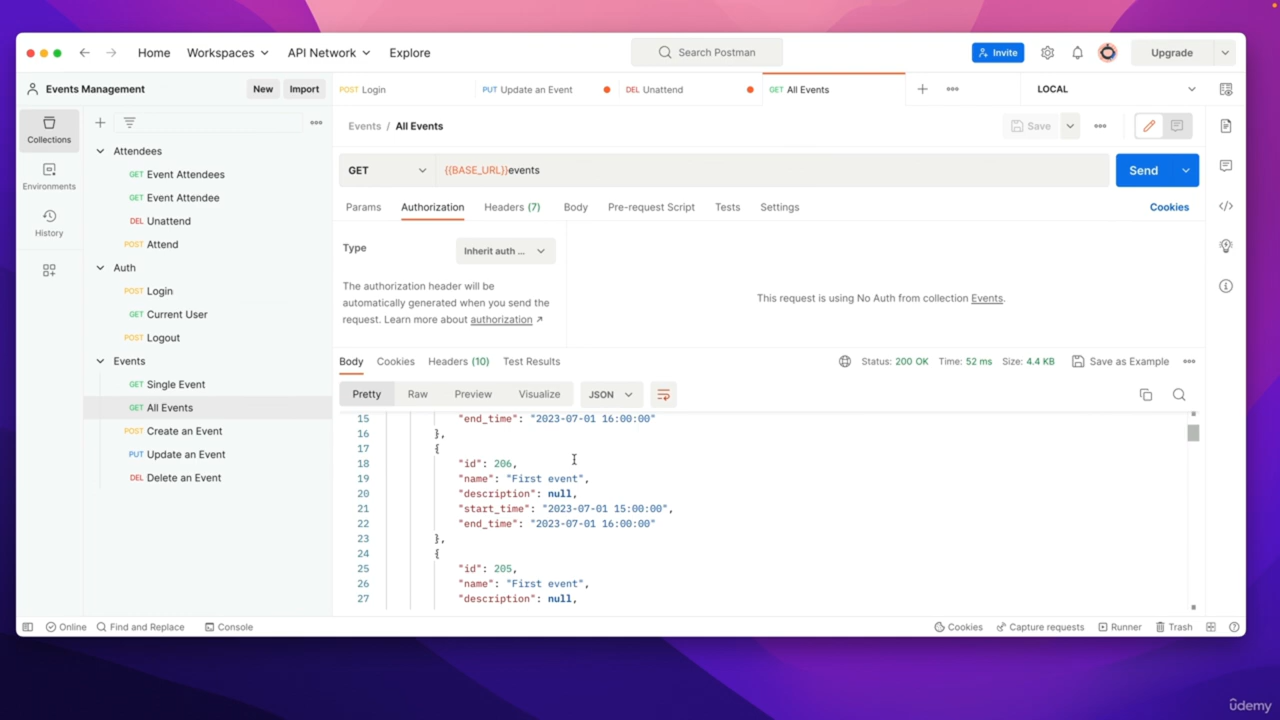 Home Workspaces API Network Explore Search Postman Invite Upgrade
Events Management New Import POST Login PUT Update an Event DEL Unattend GET All Events LOCAL
Collections
Environments
History
Attendees
GET Event Attendees
GET Event Attendee
DEL Unattend
POST Attend
Auth
POST Login
GET Current User
POST Logout
Events
GET Single Event
GET All Events
POST Create an Event
PUT Update an Event
DEL Delete an Event
Events / All Events Save
GET {{BASE_URL}}events Send
Params Authorization Headers (7) Body Pre-request Script Tests Settings Cookies
Type Inherit auth ...
The authorization header will be
automatically generated when you send the
request. Learn more about authorization ↗
This request is using No Auth from collection Events.
Body Cookies Headers (10) Test Results Status: 200 OK Time: 52 ms Size: 4.4 KB Save as Example
Pretty Raw Preview Visualize JSON
15 "end_time": "2023-07-01 16:00:00"
16 },
17 {
18 "id": 206,
19 "name": "First event",
20 "description": null,
21 "start_time": "2023-07-01 15:00:00",
22 "end_time": "2023-07-01 16:00:00"
23 },
24 {
25 "id": 205,
26 "name": "First event",
27 "description": null,
Online Find and Replace Console Cookies Capture requests Runner Trash
ûdemy